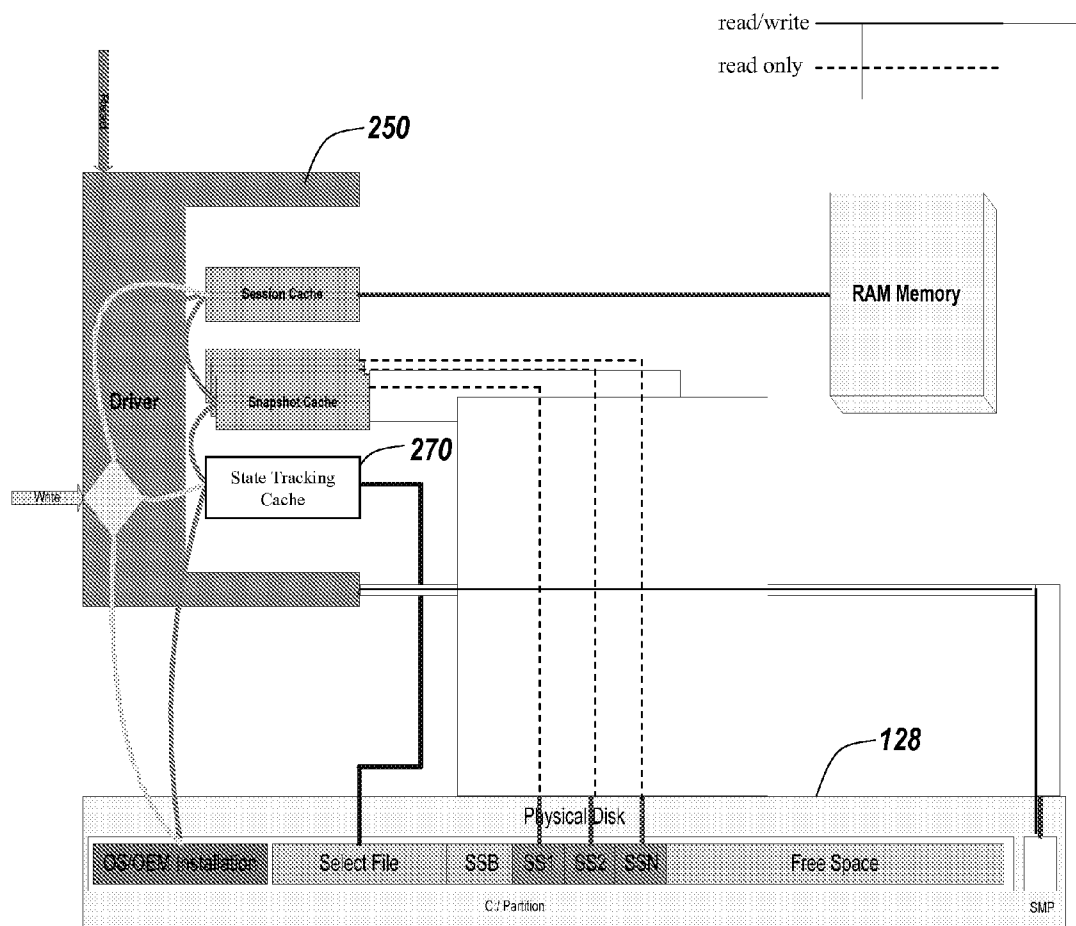 read/write
read only
250
Session Cache
RAM Memory
Driver
Snapshot Cache
270
State Tracking
Cache
Write
128
Physical Disk
OS/OEM Installation
Select File
SSB
SS1
SS2
SSN
Free Space
C:/ Partition
SMP